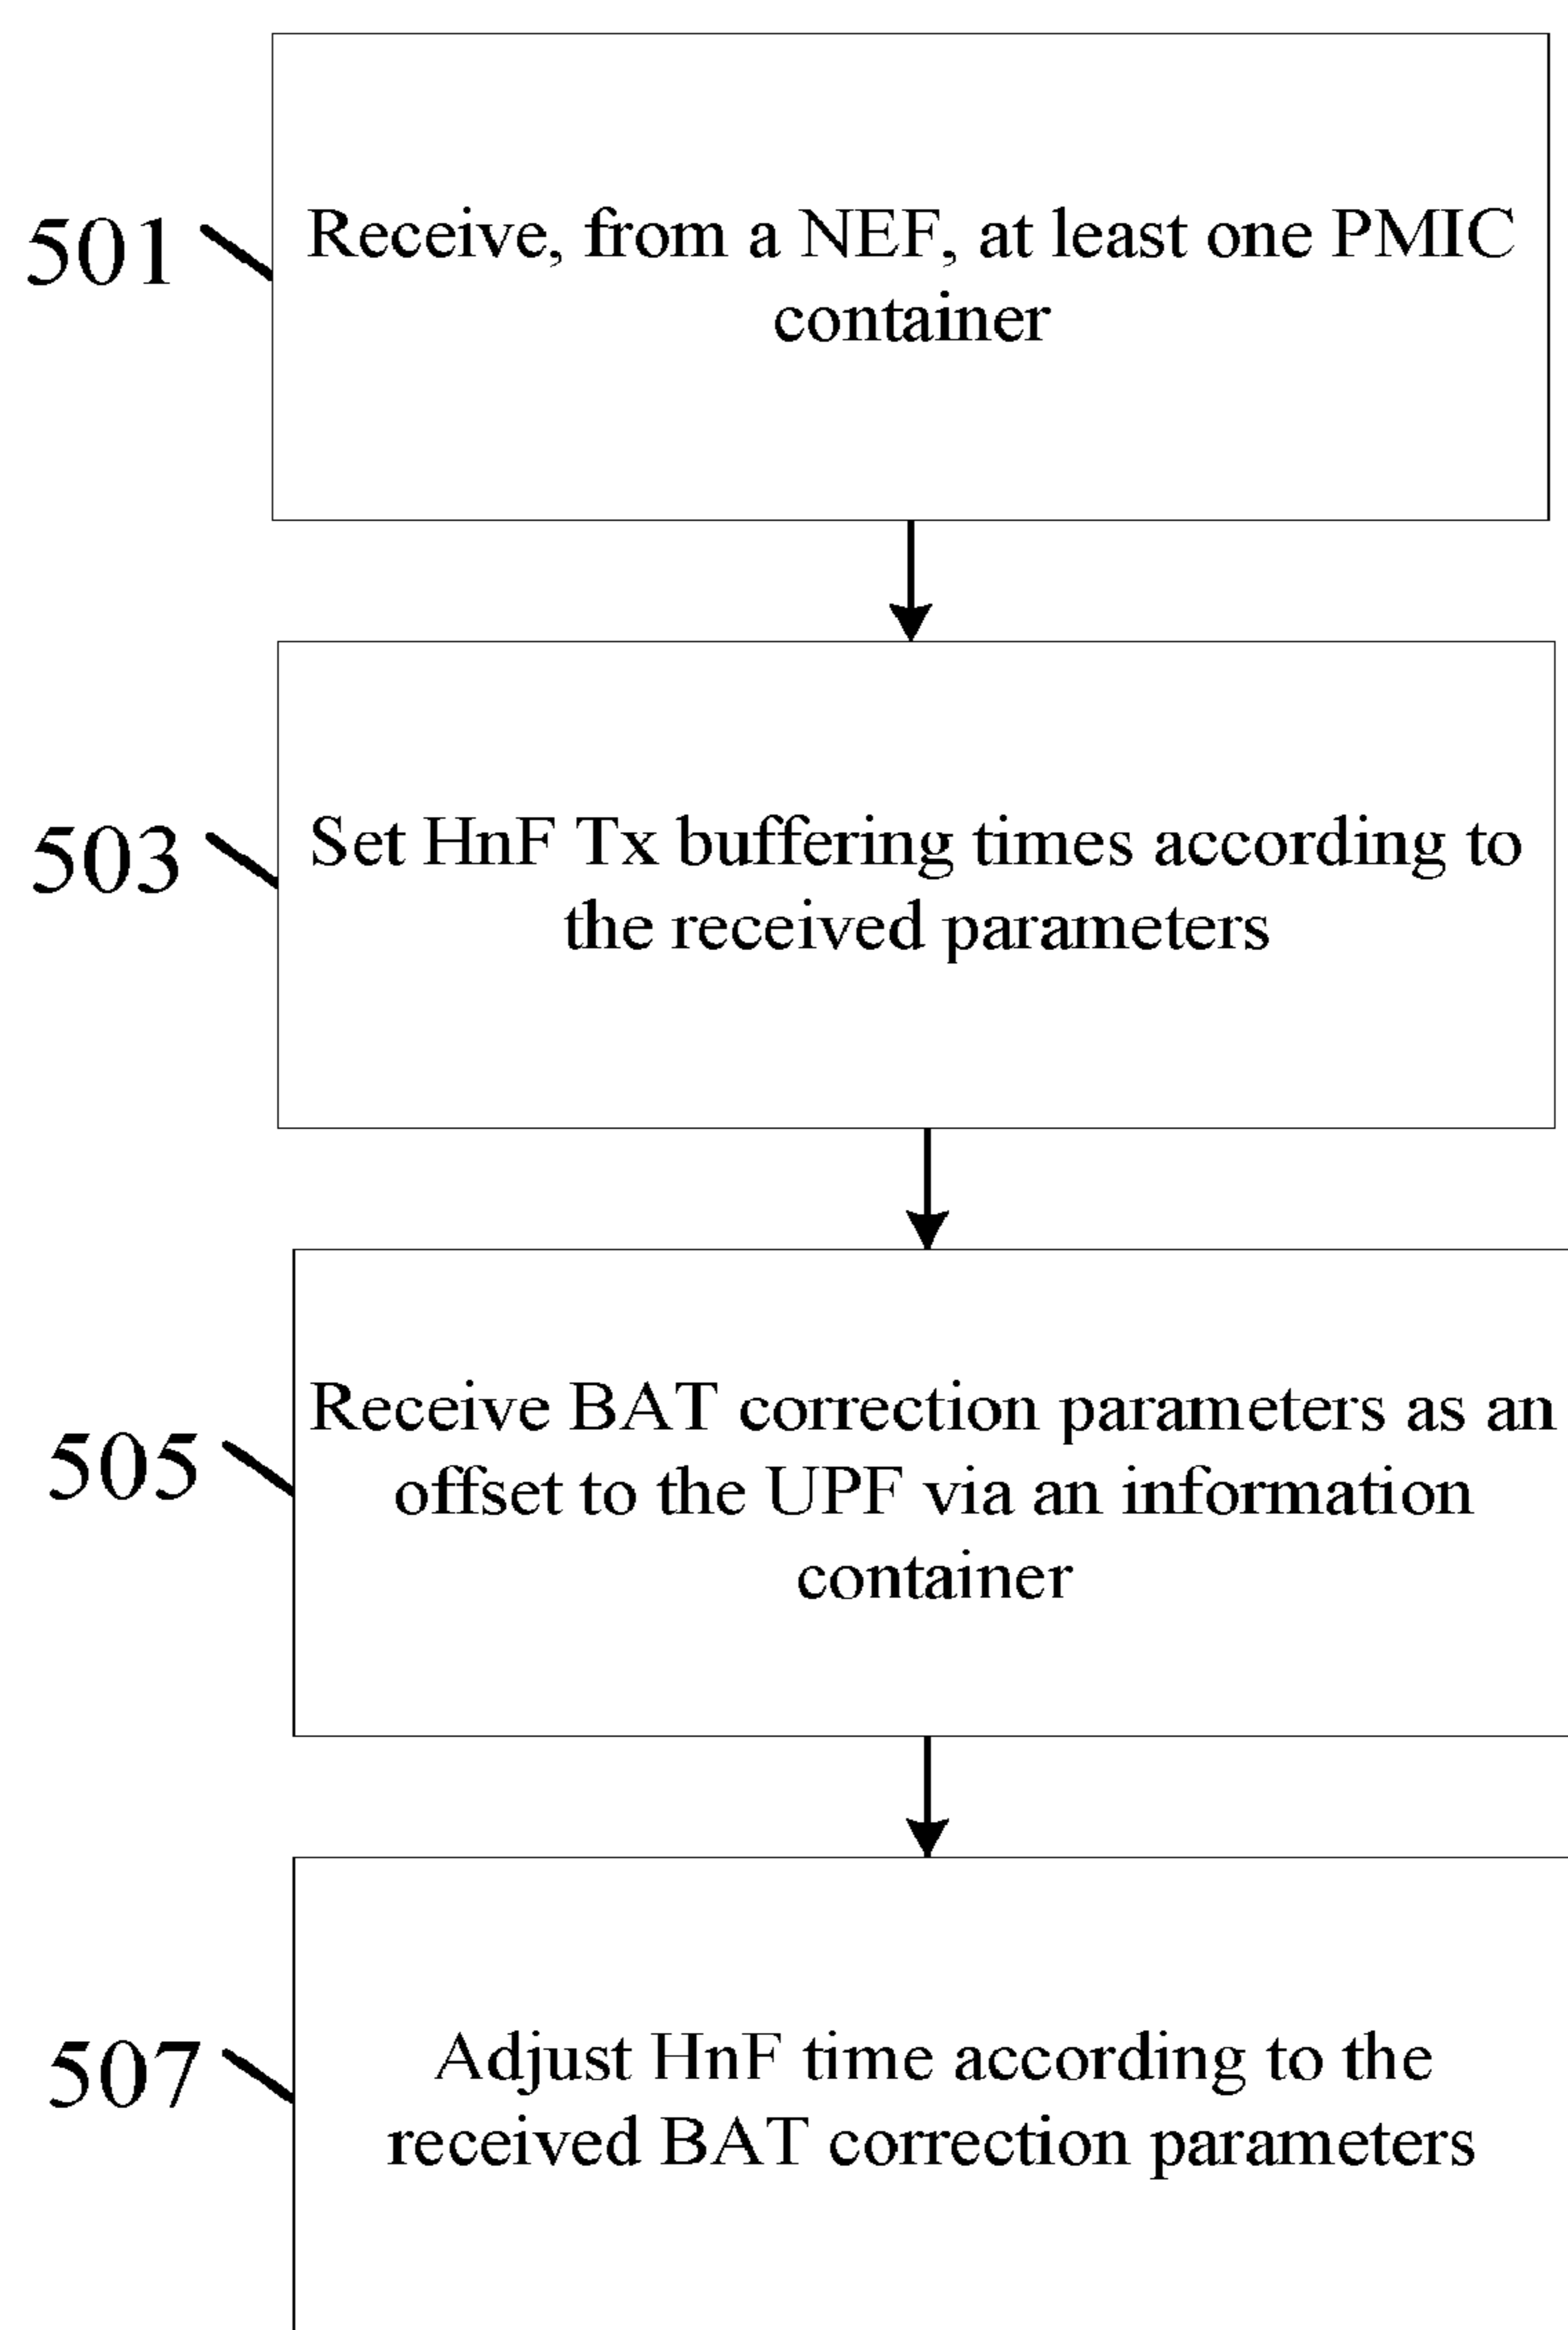 501
Receive, from a NEF, at least one PMIC
container
503
Set HnF Tx buffering times according to
the received parameters
505
Receive BAT correction parameters as an
offset to the UPF via an information
container
507
Adjust HnF time according to the
received BAT correction parameters